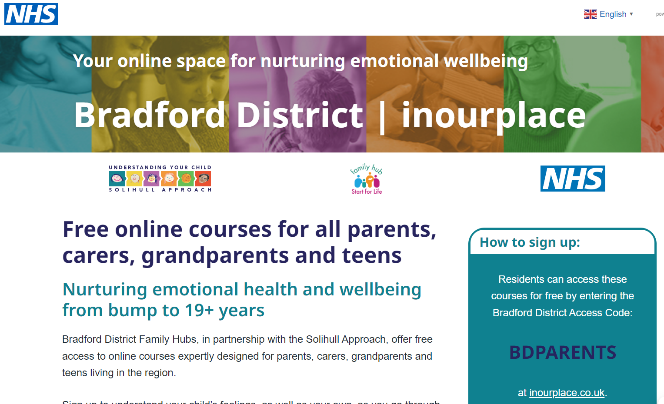 NHS
English
Your online space for nurturing emotional wellbeing
Bradford District | inourplace
UNDERSTANDING YOUR CHILD
SOLIHULL APPROACH
family hub
Start for Life
NHS
Free online courses for all parents,
carers, grandparents and teens
Nurturing emotional health and wellbeing
from bump to 19+ years
Bradford District Family Hubs, in partnership with the Solihull Approach, offer free
access to online courses expertly designed for parents, carers, grandparents and
teens living in the region.
Sign up to understand your child's feelings, as well as your own, as you go through
How to sign up:
Residents can access these
courses for free by entering the
Bradford District Access Code:
BDPARENTS
at inourplace.co.uk.